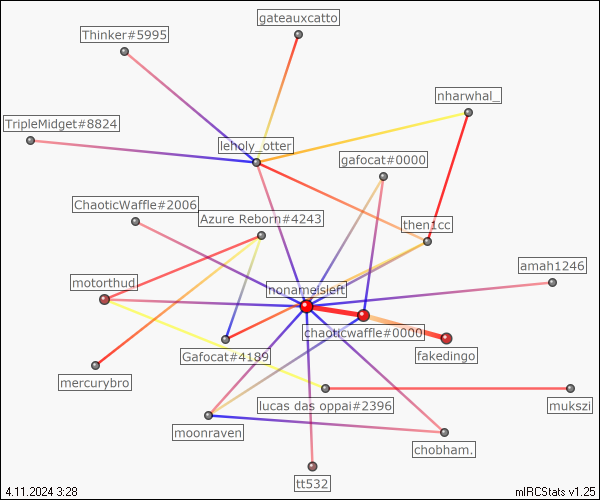 gateauxcatto
Thinker#5995
nharwhal_
TripleMidget#8824
leholy_otter
gafocat#0000
ChaoticWaffle#2006
Azure Reborn#4243
then1cc
amah1246
motorthud
nonameisleft
chaoticwaffle#0000
Gafocat#4189
fakedingo
mercurybro
lucas das oppai#2396
mukszi
moonraven
chobham.
tt532
4.11.2024 3:28
mIRCStats v1.25